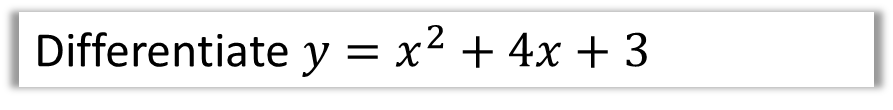 Differentiate 𝑦 = 𝑥² + 4𝑥 + 3